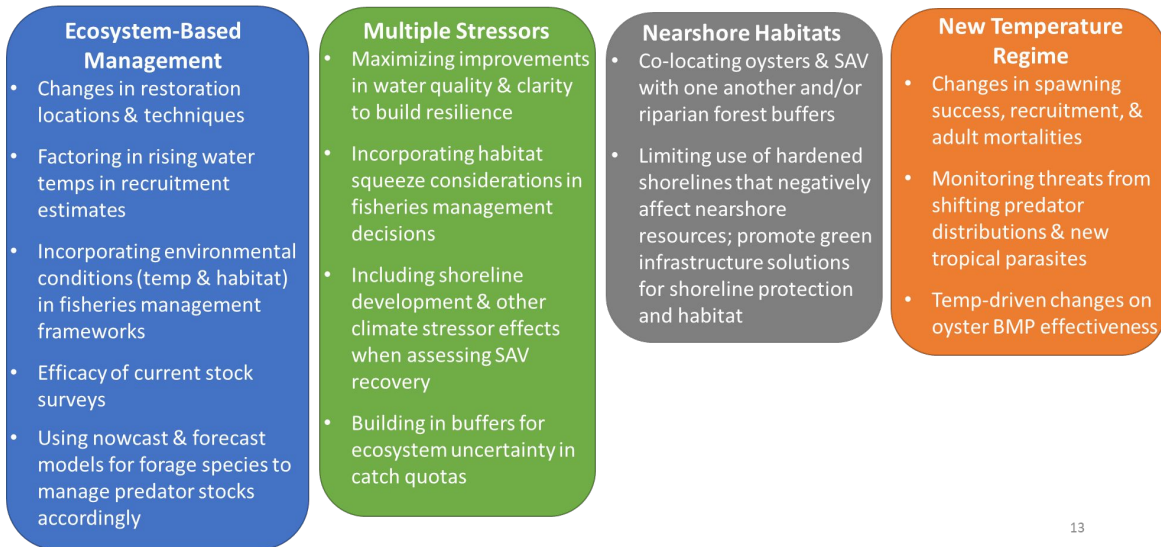 Ecosystem-Based
Management
• Changes in restoration
locations & techniques
• Factoring in rising water
temps in recruitment
estimates
• Incorporating environmental
conditions (temp & habitat)
in fisheries management
frameworks
• Efficacy of current stock
surveys
• Using nowcast & forecast
models for forage species to
manage predator stocks
accordingly
Multiple Stressors
• Maximizing improvements
in water quality & clarity
to build resilience
• Incorporating habitat
squeeze considerations in
fisheries management
decisions
• Including shoreline
development & other
climate stressor effects
when assessing SAV
recovery
• Building in buffers for
ecosystem uncertainty in
catch quotas
Nearshore Habitats
• Co-locating oysters & SAV
with one another and/or
riparian forest buffers
• Limiting use of hardened
shorelines that negatively
affect nearshore
resources; promote green
infrastructure solutions
for shoreline protection
and habitat
New Temperature
Regime
• Changes in spawning
success, recruitment, &
adult mortalities
• Monitoring threats from
shifting predator
distributions & new
tropical parasites
• Temp-driven changes on
oyster BMP effectiveness
13